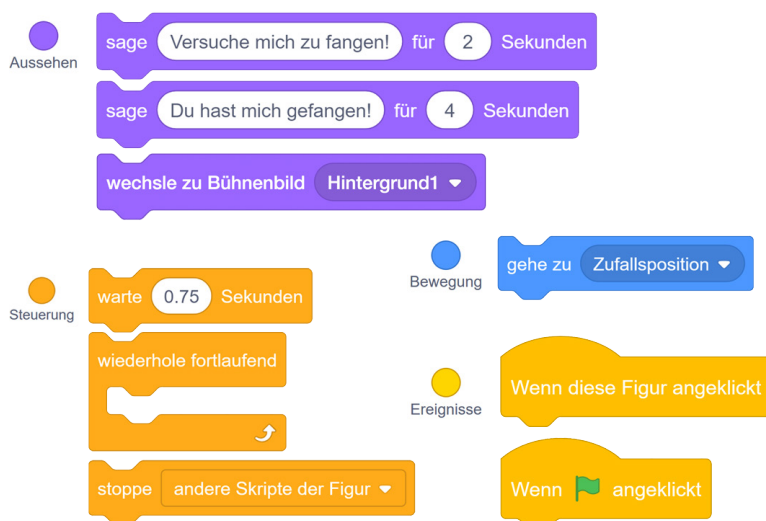 Aussehen
sage Versuche mich zu fangen! für 2 Sekunden
sage Du hast mich gefangen! für 4 Sekunden
wechsle zu Bühnenbild Hintergrund1
Steuerung
warte 0.75 Sekunden
wiederhole fortlaufend
stoppe andere Skripte der Figur
Bewegung
gehe zu Zufallsposition
Ereignisse
Wenn diese Figur angeklickt
Wenn angeklickt